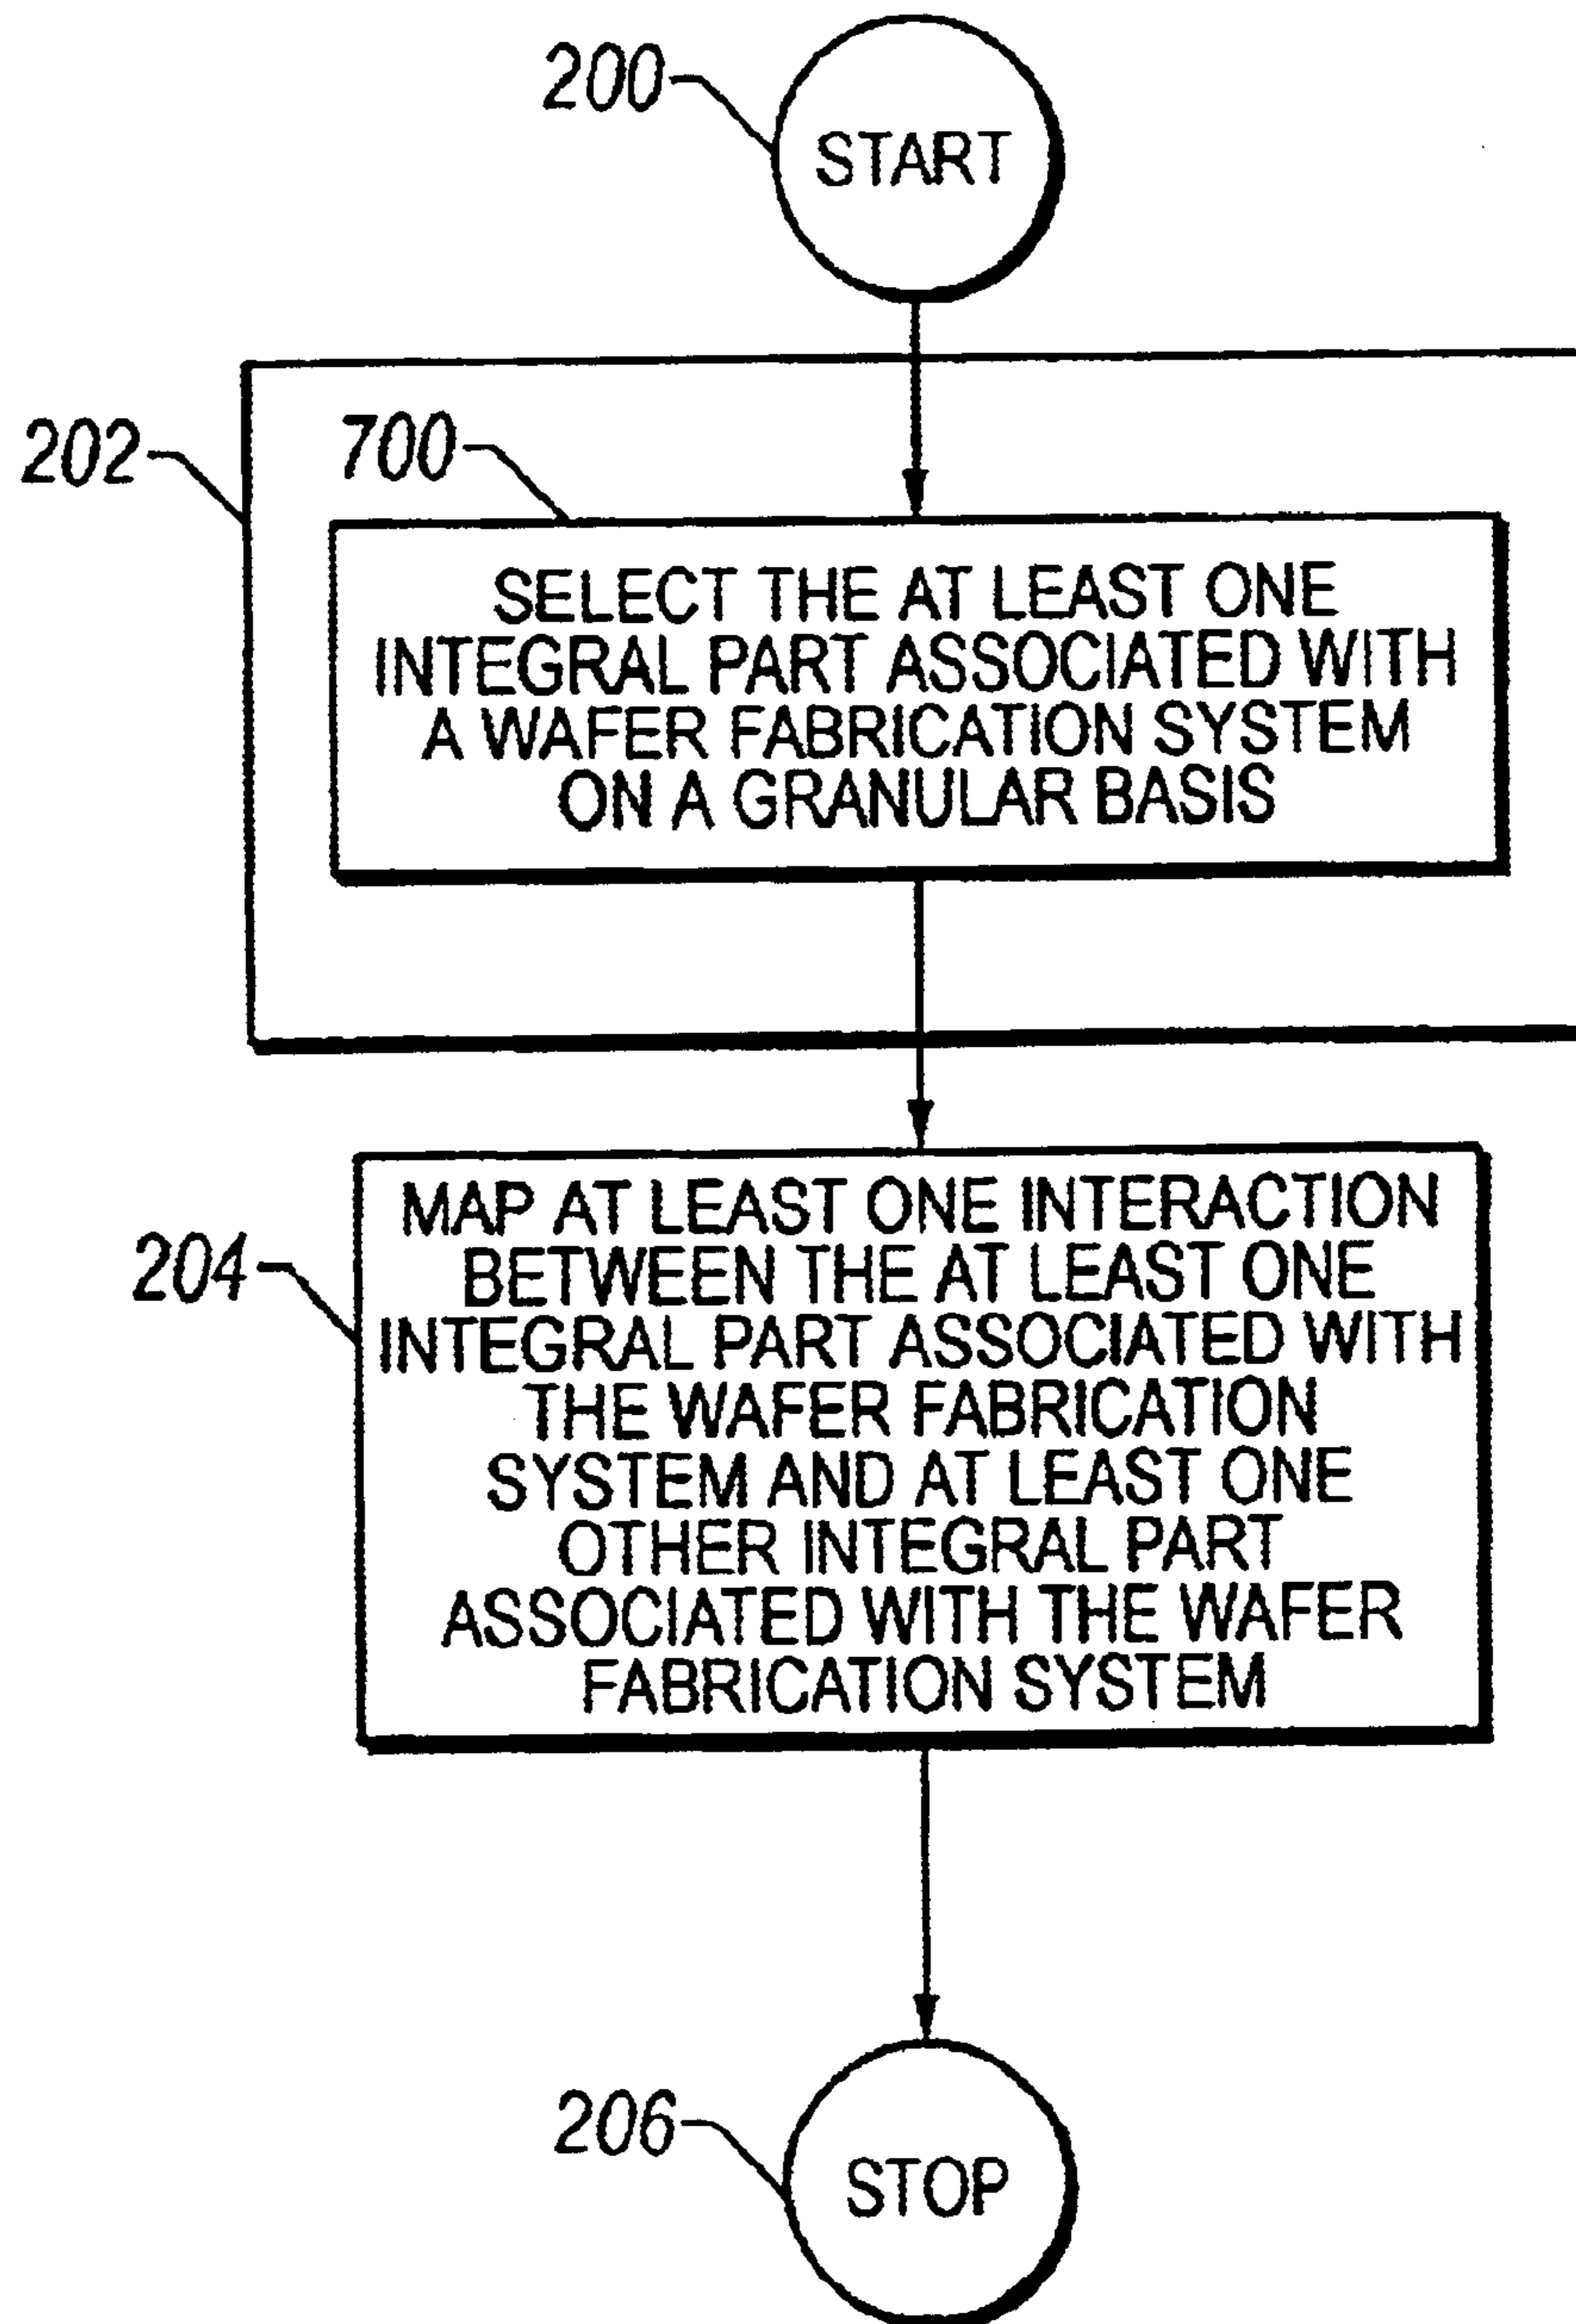 200
START
202
700
SELECT THE AT LEAST ONE
INTEGRAL PART ASSOCIATED WITH
A WAFER FABRICATION SYSTEM
ON A GRANULAR BASIS
MAP AT LEAST ONE INTERACTION
BETWEEN THE AT LEAST ONE
204
INTEGRAL PART ASSOCIATED WITH
THE WAFER FABRICATION
SYSTEM AND AT LEAST ONE
OTHER INTEGRAL PART
ASSOCIATED WITH THE WAFER
FABRICATION SYSTEM
206
STOP